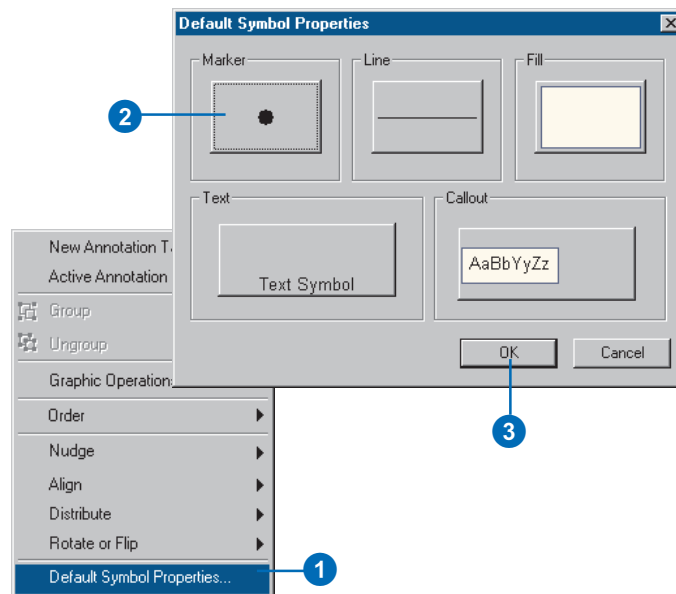 Default Symbol Properties
Marker
Line
Fill
2
Text
Callout
Text Symbol
AaBbYyZz
OK
Cancel
3
New Annotation
Active Annotation
Group
Ungroup
Graphic Operation
Order
Nudge
Align
Distribute
Rotate or Flip
Default Symbol Properties...
1